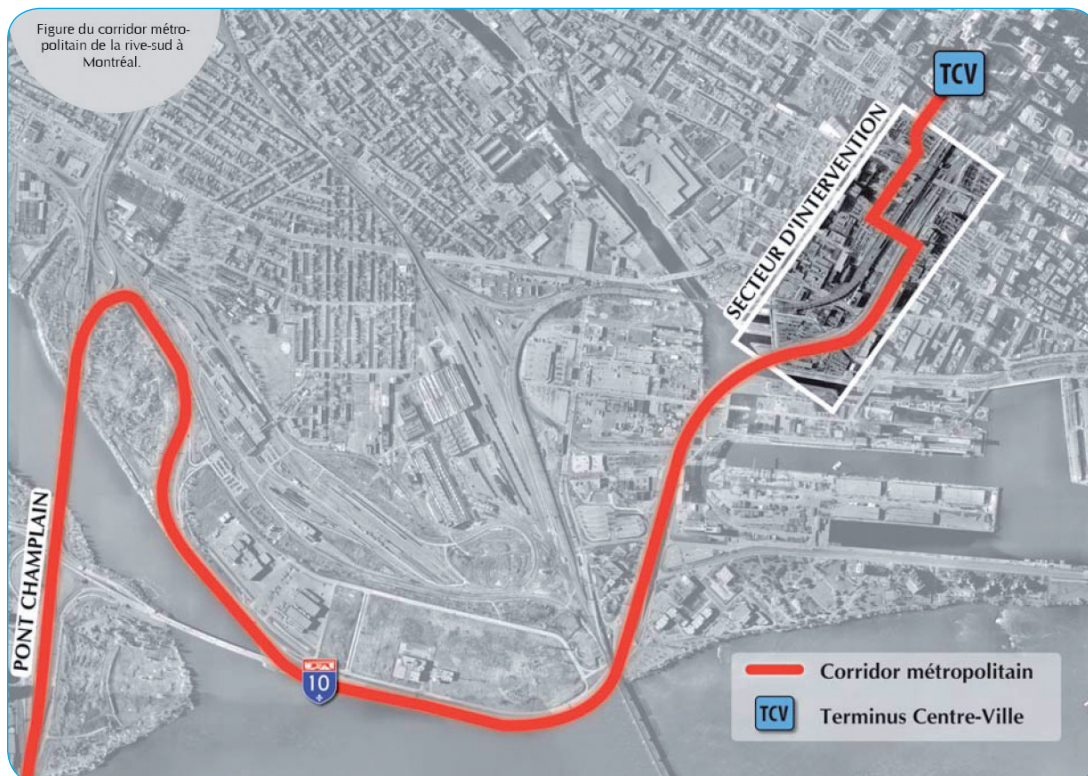 Figure du corridor métro-
politain de la rive-sud à
Montréal.
TCV
SECTEUR D'INTERVENTION
PONT CHAMPLAIN
10
Corridor métropolitain
TCV
Terminus Centre-Ville